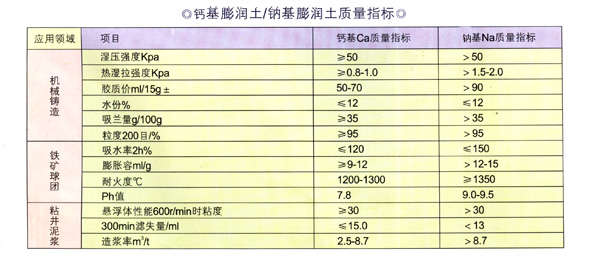 ◎钙基膨润土/钠基膨润土质量指标◎
应用领域 项目 钙基Ca质量指标 钠基Na质量指标
机械铸造 湿压强度Kpa ≥50 >50
热湿拉强度Kpa ≥0.8-1.0 >1.5-2.0
胶质价ml/15g± 50-70 >90
水份% ≤12 ≤12
吸兰量g/100g ≥35 >35
粒度200目/% ≥95 >95
铁矿球团 吸水率2h% ≤120 ≤150
膨胀容ml/g ≥9-12 >12-15
耐火度℃ 1200-1300 ≥1350
Ph值 7.8 9.0-9.5
粘井泥浆 悬浮体性能600r/min时粘度 ≥30 >30
300min滤失量/ml ≤15.0 <13
造浆率m³/t 2.5-8.7 >8.7